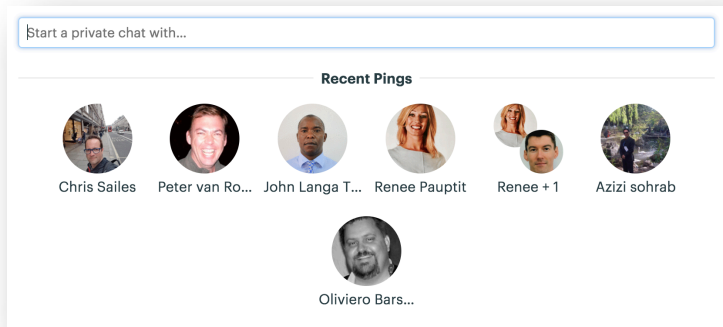 Start a private chat with...
Recent Pings
Chris Sailes
Peter van Ro...
John Langa T...
Renee Pauptit
Renee + 1
Azizi sohrab
Oliviero Bars...